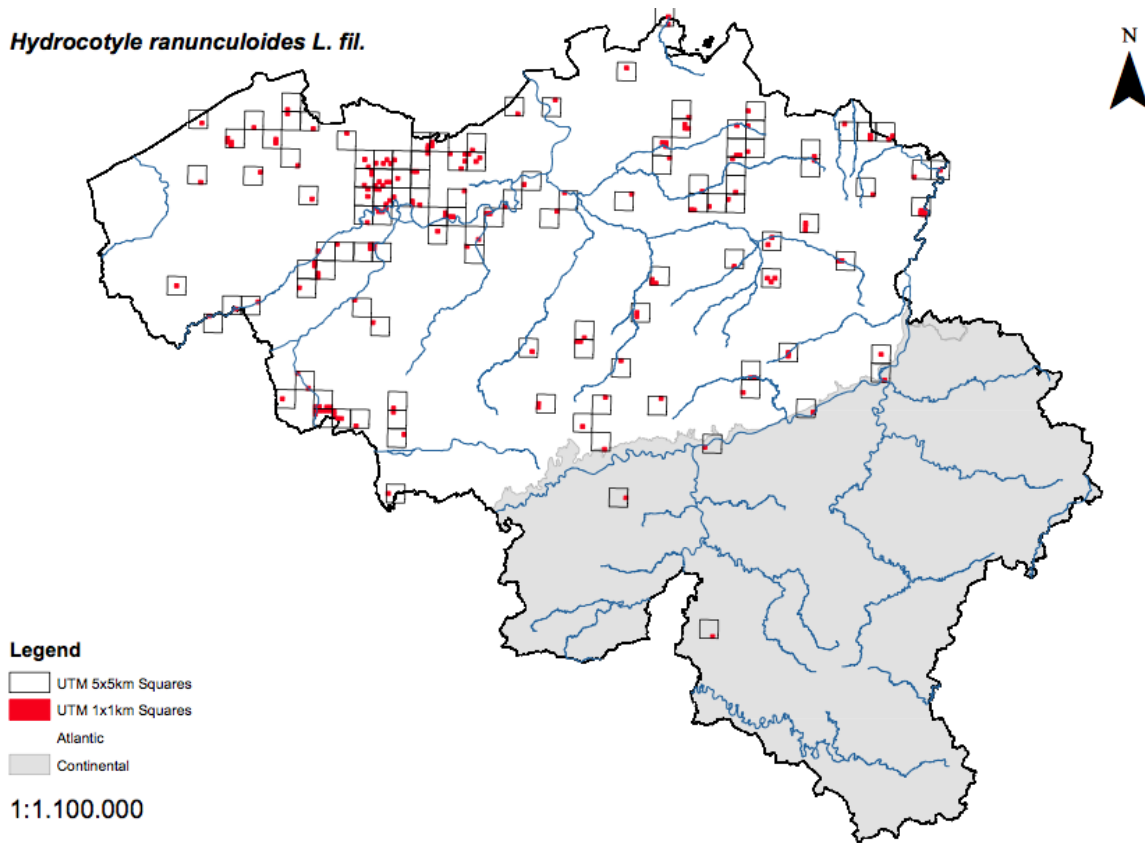 Hydrocotyle ranunculoides L. fil.
N
Legend
UTM 5x5km Squares
UTM 1x1km Squares
Atlantic
Continental
1:1.100.000